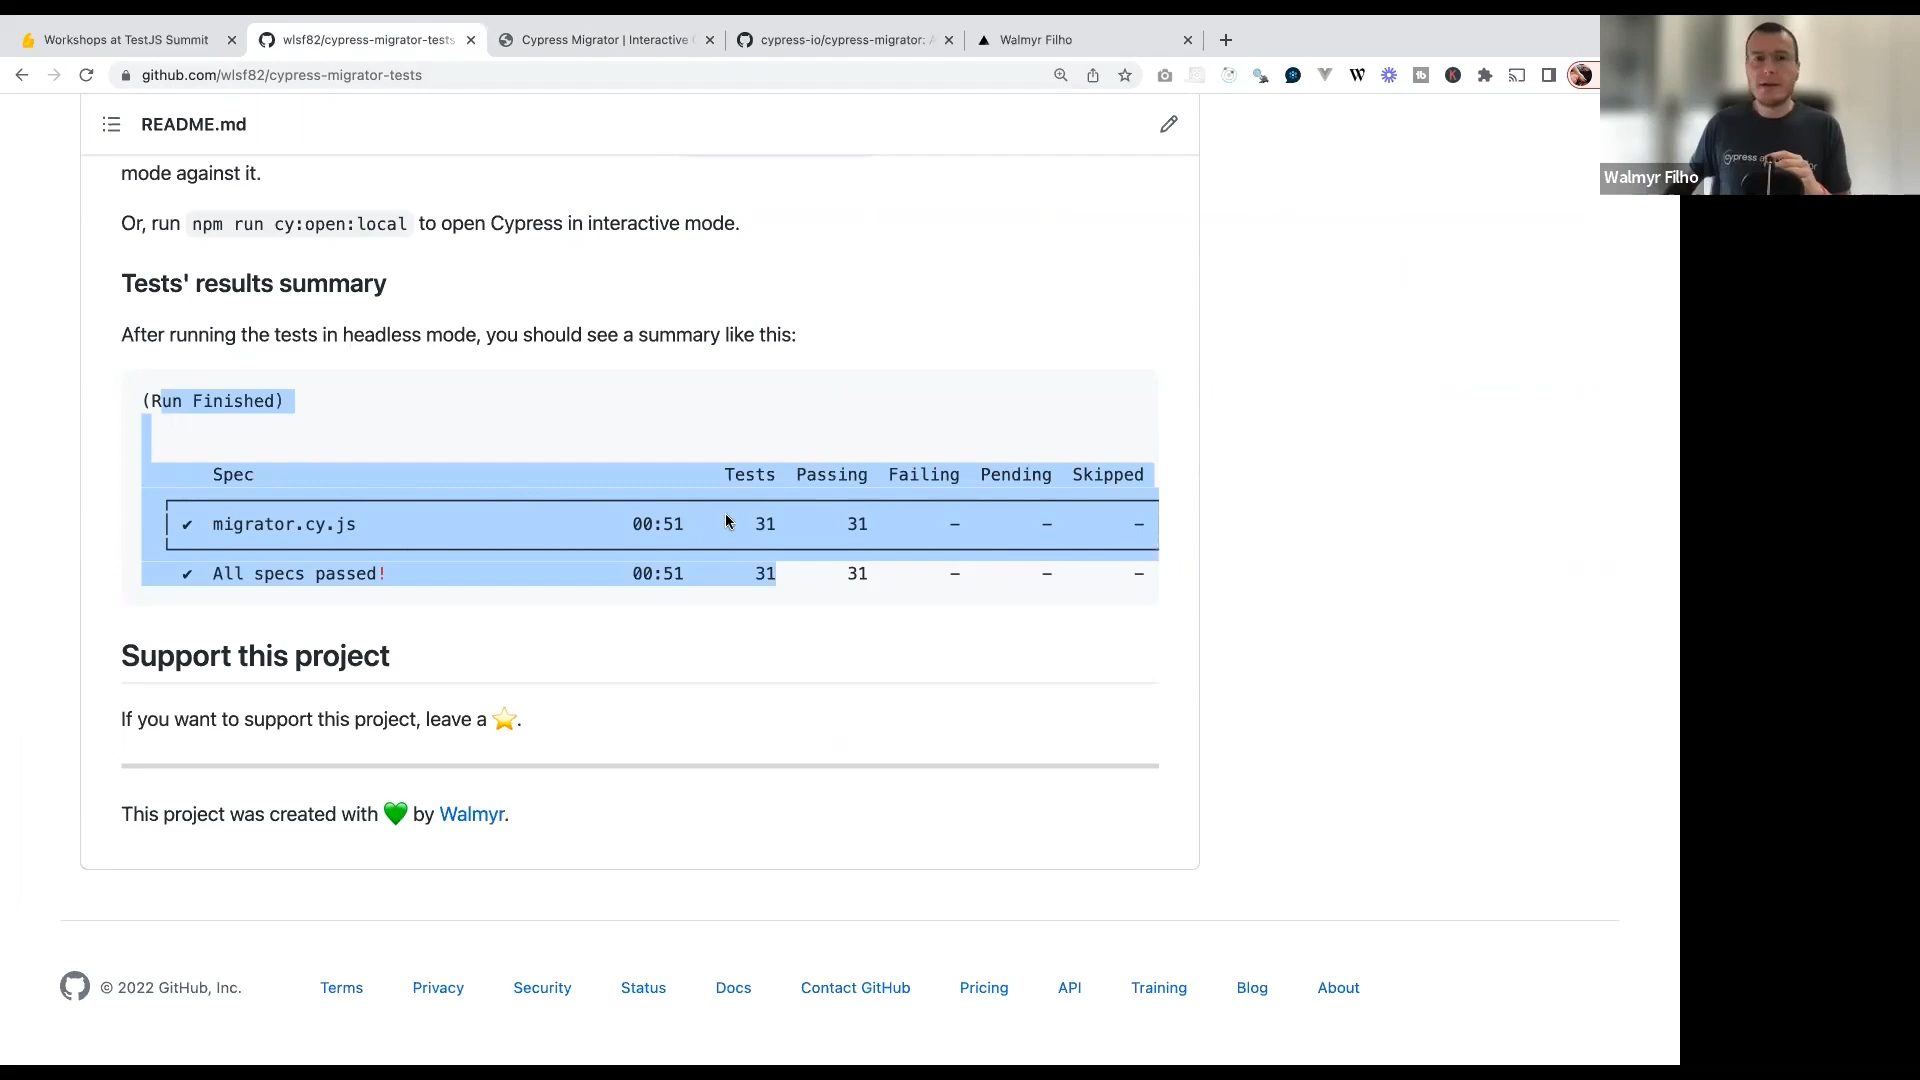 Workshops at TestJS Summit
wlsf82/cypress-migrator-tests
Cypress Migrator | Interactive
cypress-io/cypress-migrator:
Walmyr Filho
github.com/wlsf82/cypress-migrator-tests
README.md
mode against it.
Or, run npm run cy:open:local to open Cypress in interactive mode.
Tests' results summary
After running the tests in headless mode, you should see a summary like this:
(Run Finished)
Spec Tests Passing Failing Pending Skipped
✔ migrator.cy.js 00:51 31 31 – – –
✔ All specs passed! 00:51 31 31 – – –
Support this project
If you want to support this project, leave a ⭐.
This project was created with 💚 by Walmyr.
© 2022 GitHub, Inc. Terms Privacy Security Status Docs Contact GitHub Pricing API Training Blog About
Walmyr Filho
cypress